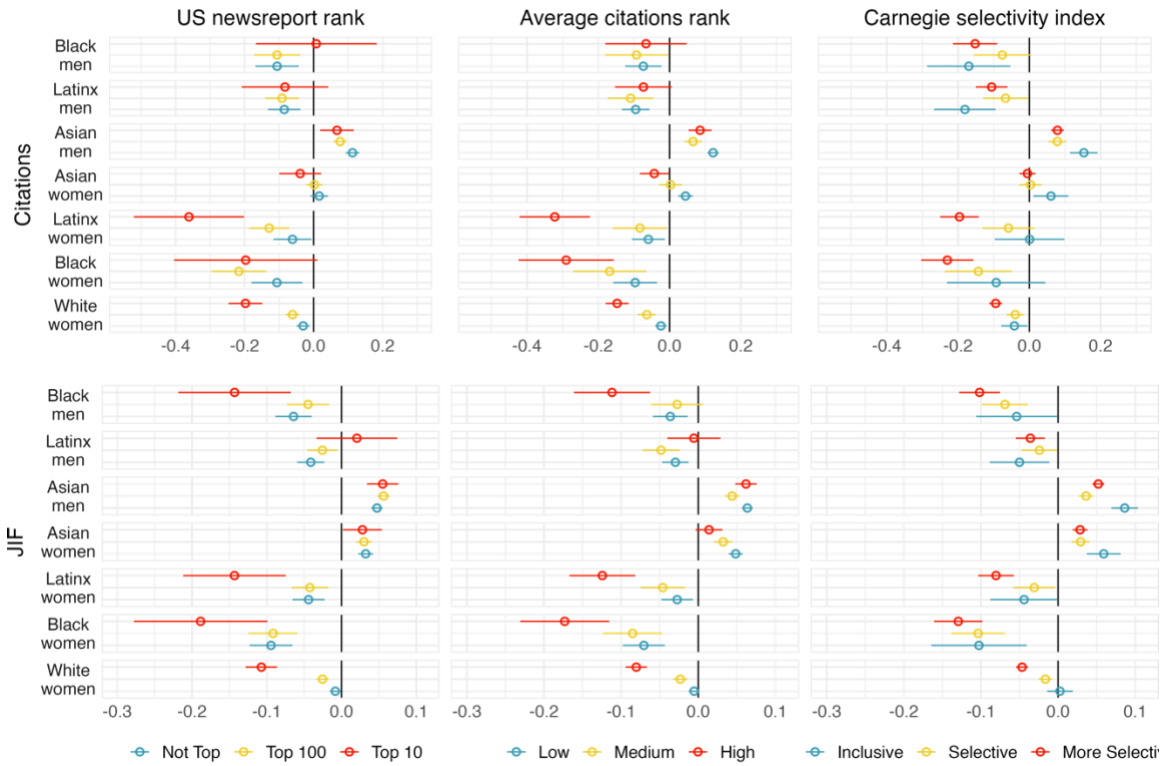 US newsreport rank
Average citations rank
Carnegie selectivity index
Citations
Black
men
Latinx
men
Asian
men
Asian
women
Latinx
women
Black
women
White
women
-0.4 -0.2 0.0 0.2
-0.4 -0.2 0.0 0.2
-0.4 -0.2 0.0 0.2
JIF
Black
men
Latinx
men
Asian
men
Asian
women
Latinx
women
Black
women
White
women
-0.3 -0.2 -0.1 0.0 0.1
-0.3 -0.2 -0.1 0.0 0.1
-0.3 -0.2 -0.1 0.0 0.1
Not Top Top 100 Top 10
Low Medium High
Inclusive Selective More Selecti